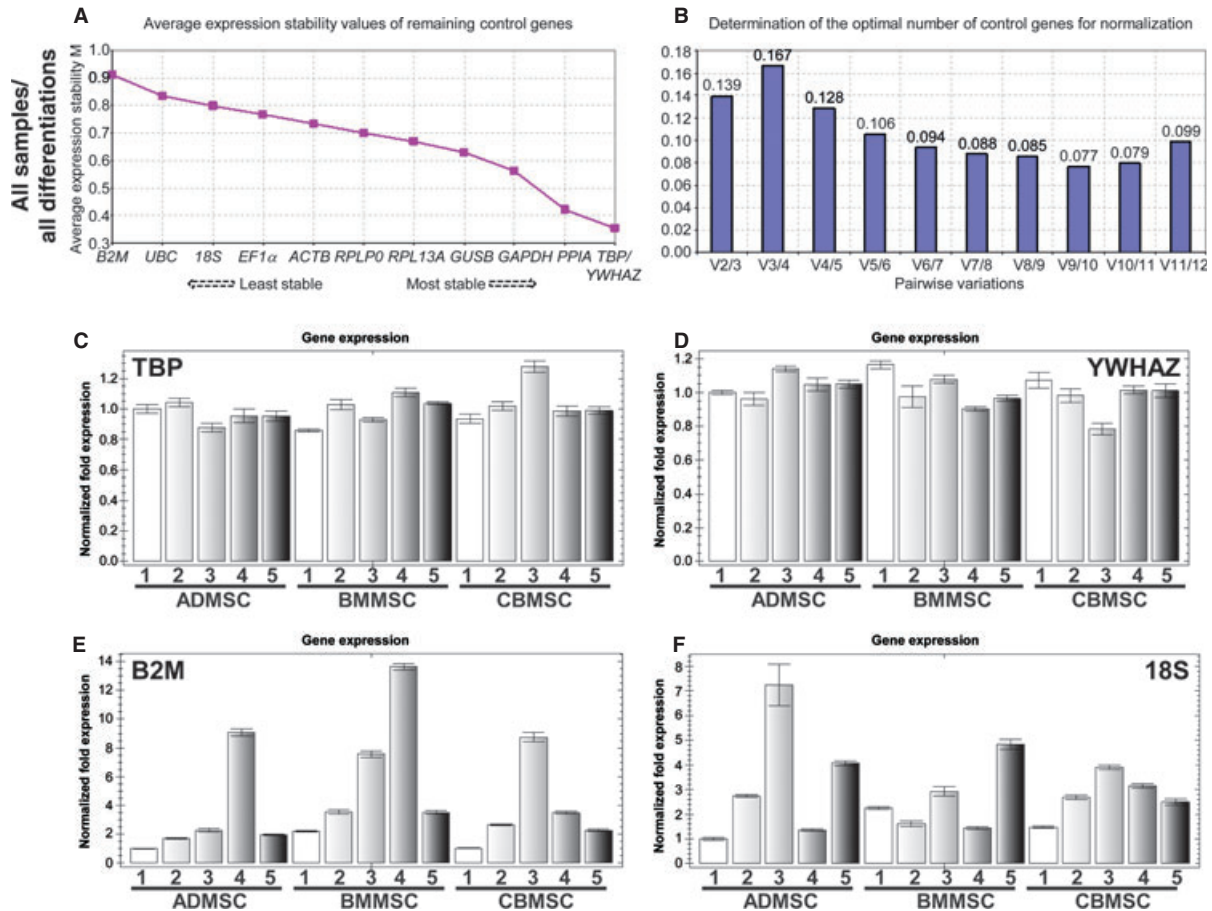 All samples/
all differentiations
A
Average expression stability values of remaining control genes
Average expression stability M
1.0
0.9
0.8
0.7
0.6
0.5
0.4
0.3
B2M UBC 18S EF1α ACTB RPLP0 RPL13A GUSB GAPDH PPIA TBP/
YWHAZ
Least stable Most stable
B
Determination of the optimal number of control genes for normalization
0.18
0.16
0.14
0.12
0.10
0.08
0.06
0.04
0.02
0.00
0.139
0.167
0.128
0.106
0.094
0.088
0.085
0.077
0.079
0.099
V2/3 V3/4 V4/5 V5/6 V6/7 V7/8 V8/9 V9/10 V10/11 V11/12
Pairwise variations
C
Gene expression
TBP
Normalized fold expression
1.2
1.0
0.8
0.6
0.4
0.2
0.0
1 2 3 4 5 1 2 3 4 5 1 2 3 4 5
ADMSC BMMSC CBMSC
D
Gene expression
YWHAZ
Normalized fold expression
1.2
1.0
0.8
0.6
0.4
0.2
0.0
1 2 3 4 5 1 2 3 4 5 1 2 3 4 5
ADMSC BMMSC CBMSC
E
Gene expression
B2M
Normalized fold expression
14
12
10
8
6
4
2
0
1 2 3 4 5 1 2 3 4 5 1 2 3 4 5
ADMSC BMMSC CBMSC
F
Gene expression
18S
Normalized fold expression
8
7
6
5
4
3
2
1
0
1 2 3 4 5 1 2 3 4 5 1 2 3 4 5
ADMSC BMMSC CBMSC